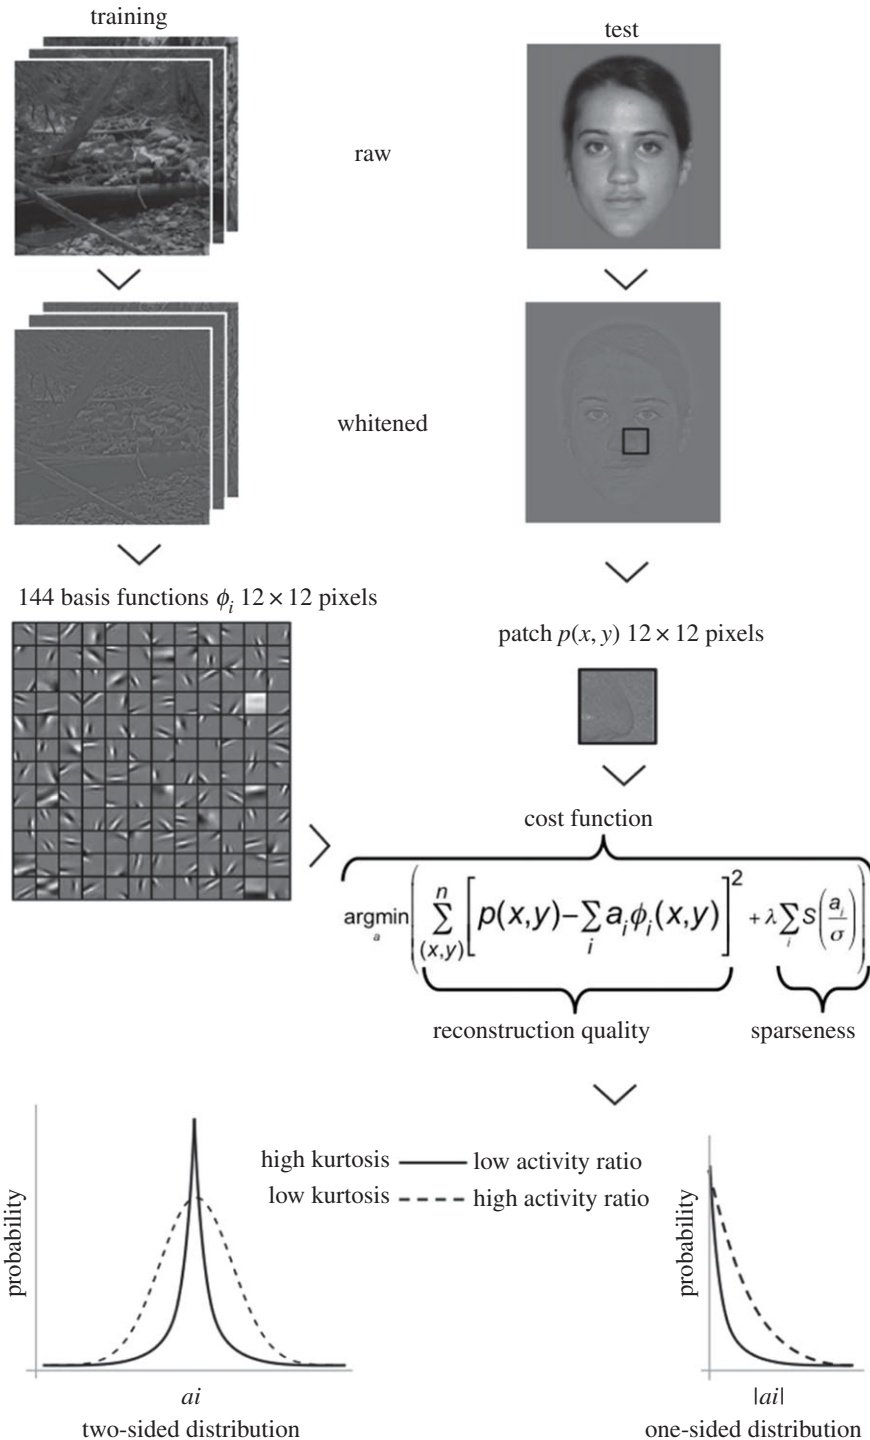 training
test
raw
whitened
144 basis functions ϕi 12 × 12 pixels
patch p(x, y) 12 × 12 pixels
cost function
argmin a ( n ∑ (x,y) [ p(x,y) − ∑ i aiϕi(x,y) ] 2 + λ ∑ i S ( ai / σ ) )
reconstruction quality
sparseness
high kurtosis
low activity ratio
low kurtosis
high activity ratio
probability
probability
ai
two-sided distribution
|ai|
one-sided distribution